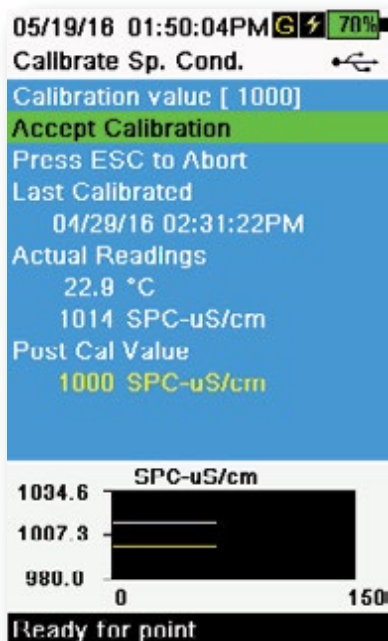 05/19/16 01:50:04PM G 70%
Calibrate Sp. Cond.
Calibration value [ 1000]
Accept Calibration
Press ESC to Abort
Last Calibrated
04/29/16 02:31:22PM
Actual Readings
22.9 °C
1014 SPC-uS/cm
Post Cal Value
1000 SPC-uS/cm
SPC-uS/cm
1034.6
1007.3
980.0
0 150
Ready for point